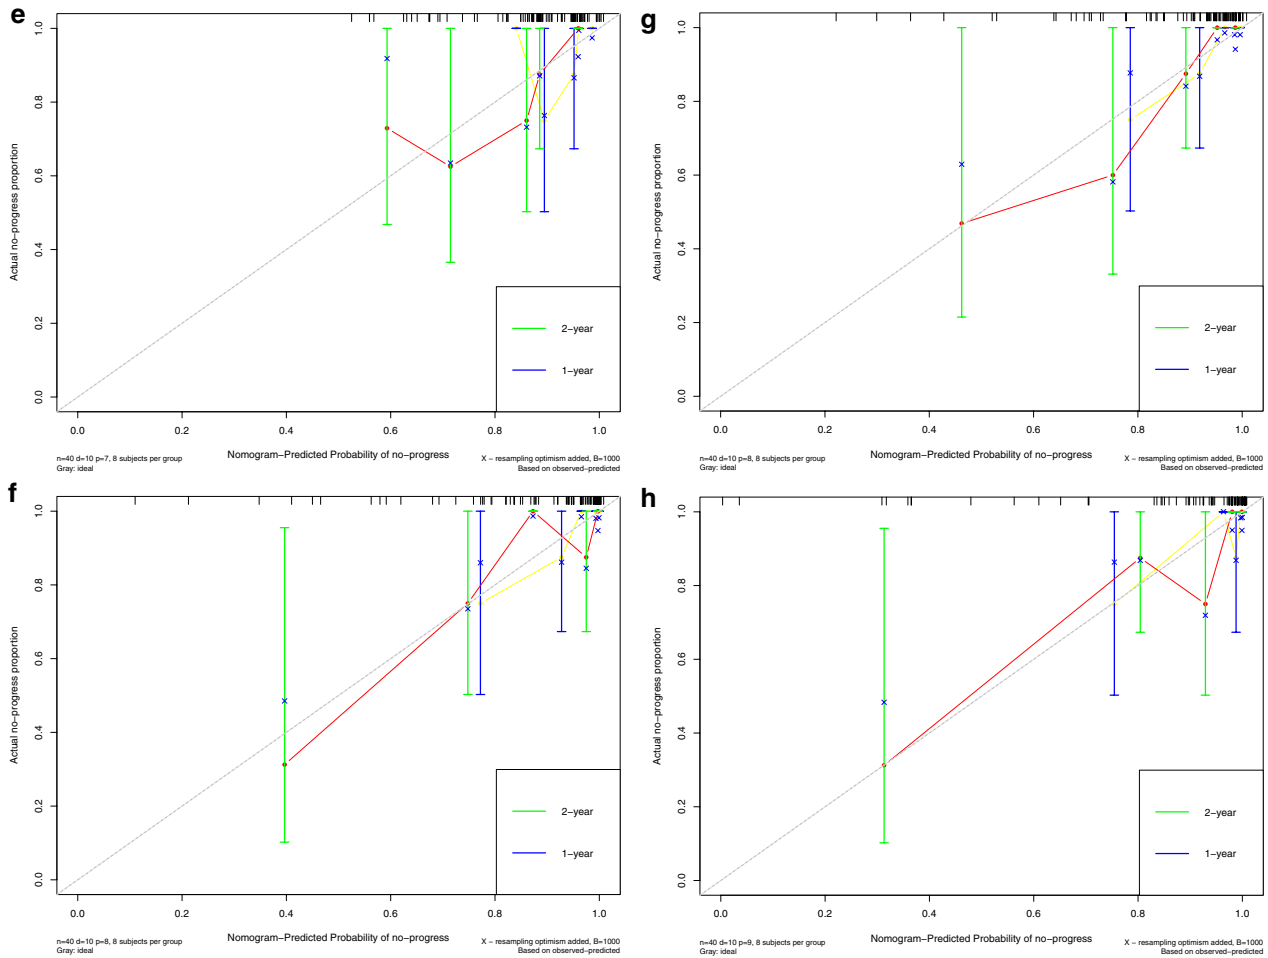 e
Actual no−progress proportion
1.0
0.8
0.6
0.4
0.2
0.0
2−year
1−year
0.0 0.2 0.4 0.6 0.8 1.0
Nomogram−Predicted Probability of no−progress
n=40 d=10 p=7, 8 subjects per group
Gray: ideal
X − resampling optimism added, B=1000
Based on observed−predicted
g
Actual no−progress proportion
1.0
0.8
0.6
0.4
0.2
0.0
2−year
1−year
0.0 0.2 0.4 0.6 0.8 1.0
Nomogram−Predicted Probability of no−progress
n=40 d=10 p=8, 8 subjects per group
Gray: ideal
X − resampling optimism added, B=1000
Based on observed−predicted
f
Actual no−progress proportion
1.0
0.8
0.6
0.4
0.2
0.0
2−year
1−year
0.0 0.2 0.4 0.6 0.8 1.0
Nomogram−Predicted Probability of no−progress
n=40 d=10 p=8, 8 subjects per group
Gray: ideal
X − resampling optimism added, B=1000
Based on observed−predicted
h
Actual no−progress proportion
1.0
0.8
0.6
0.4
0.2
0.0
2−year
1−year
0.0 0.2 0.4 0.6 0.8 1.0
Nomogram−Predicted Probability of no−progress
n=40 d=10 p=9, 8 subjects per group
Gray: ideal
X − resampling optimism added, B=1000
Based on observed−predicted